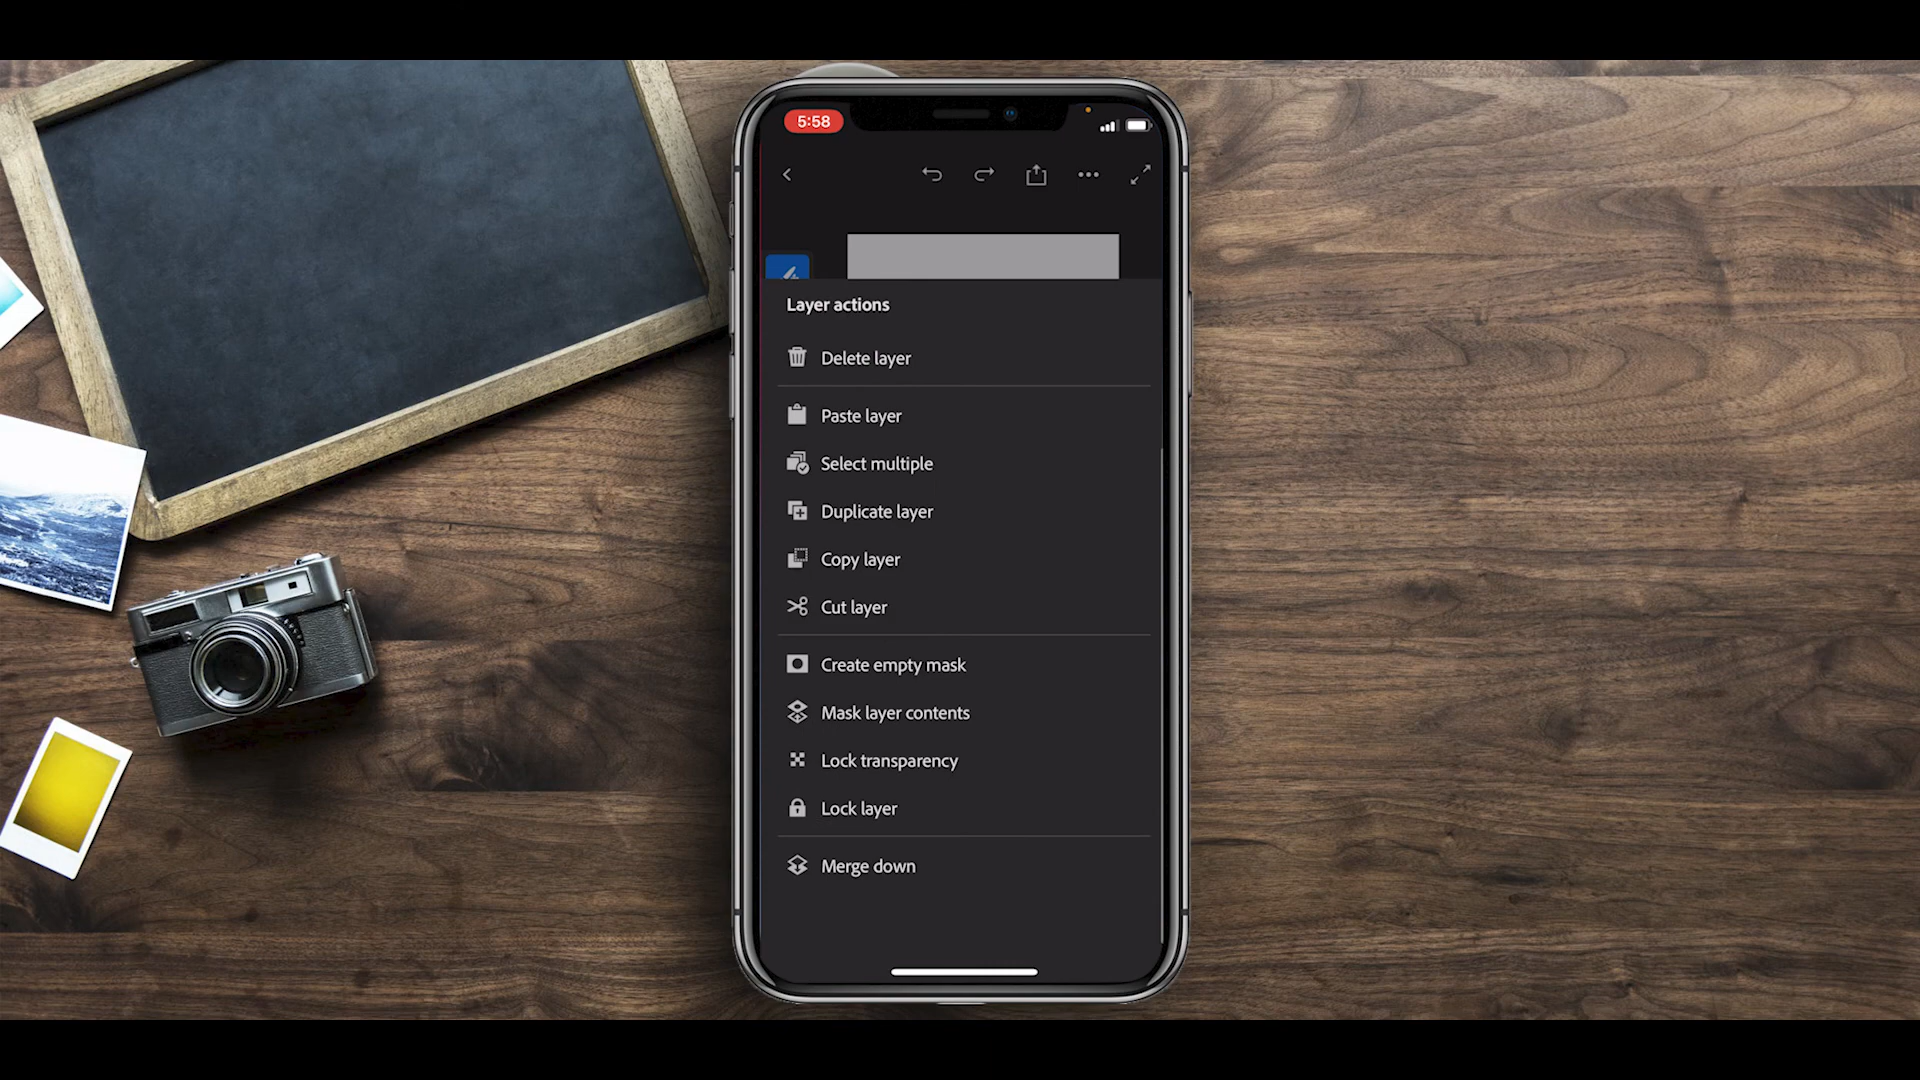 5:58
Layer actions
Delete layer
Paste layer
Select multiple
Duplicate layer
Copy layer
Cut layer
Create empty mask
Mask layer contents
Lock transparency
Lock layer
Merge down